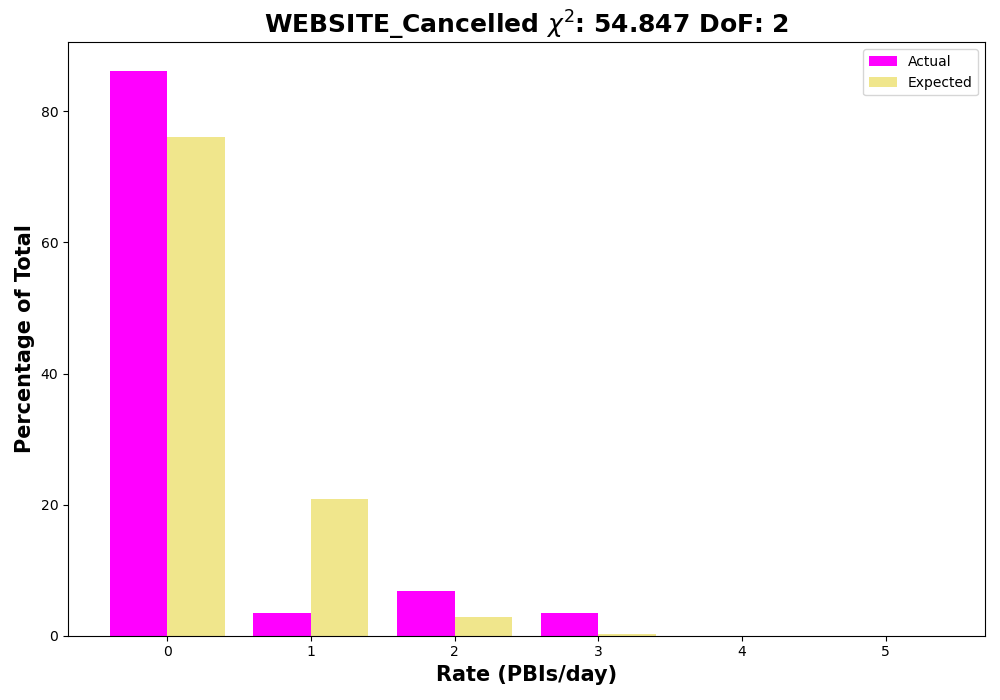 WEBSITE_Cancelled χ²: 54.847 DoF: 2
Actual
Expected
Percentage of Total
80
60
40
20
0
0 1 2 3 4 5
Rate (PBIs/day)